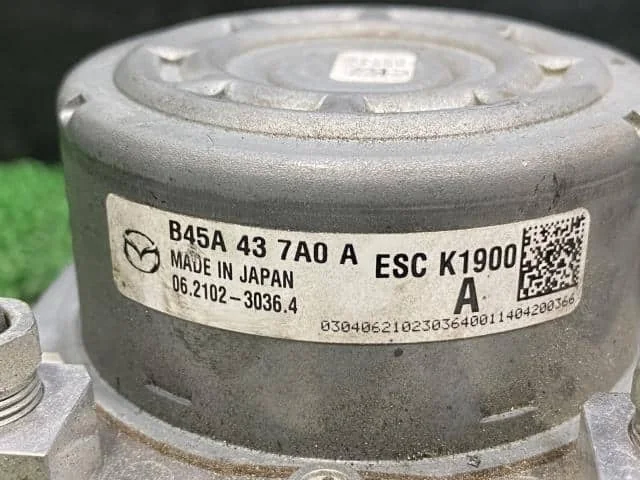 B45A 43 7A0 A
MADE IN JAPAN
06.2102-3036.4
ESC K1900
A
0304062102303640011404200366